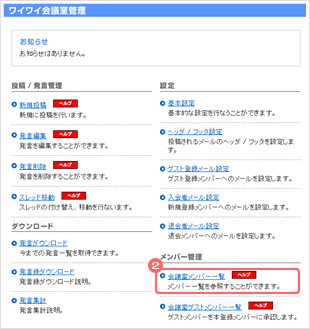 ワイワイ会議室管理
お知らせ
お知らせはありません。
投稿 / 発言管理
新規投稿 ヘルプ
新規に投稿を行います。
発言編集 ヘルプ
発言を編集することができます。
発言削除 ヘルプ
発言を削除することができます。
スレッド移動 ヘルプ
スレッドの付け替え、移動を行ないます。
ダウンロード
発言ダウンロード
今までの発言一覧を取得できます。
発言録ダウンロード
発言録ダウンロード説明。
発言集計
発言集計説明。
設定
基本設定
基本的な設定を行なうことができます。
ヘッダ / フッタ設定
投稿されるメールのヘッダ / フッタを設定しま
す。
ゲスト登録メール設定
ゲスト登録メンバーへのメールを設定します。
入会者メール設定
新規登録メンバーへのメールを設定します。
退会者メール設定
退会メンバーへのメールを設定します。
メンバー管理
2
会議室メンバー一覧 ヘルプ
メンバー一覧を参照することができます。
会議室ゲストメンバー一覧 ヘルプ
ゲストメンバーを本登録メンバーに承認します。